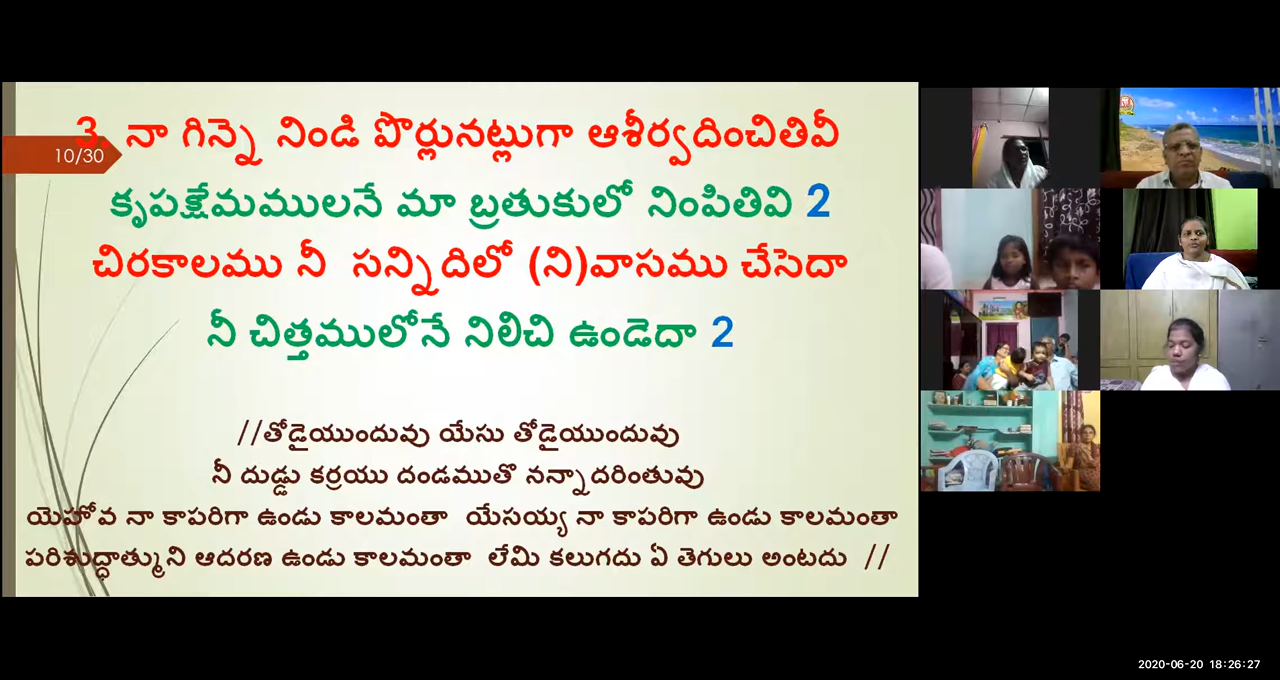 3. నా గిన్నె నిండి పొర్లునట్లుగా ఆశీర్వదించితివీ
10/30
కృపక్షేమములనే మా బ్రతుకులో నింపితివి 2
చిరకాలము నీ సన్నిదిలో (ని)వాసము చేసెదా
నీ చిత్తములోనే నిలిచి ఉండెదా 2
//తోడైయుందువు యేసు తోడైయుందువు
నీ దుడ్డు కర్రయు దండముతొ నన్నాదరింతువు
యెహోవ నా కాపరిగా ఉండు కాలమంతా యేసయ్య నా కాపరిగా ఉండు కాలమంతా
పరిశుద్ధాత్ముని ఆదరణ ఉండు కాలమంతా లేమి కలుగదు ఏ తెగులు అంటదు //
2020-06-20 18:26:27